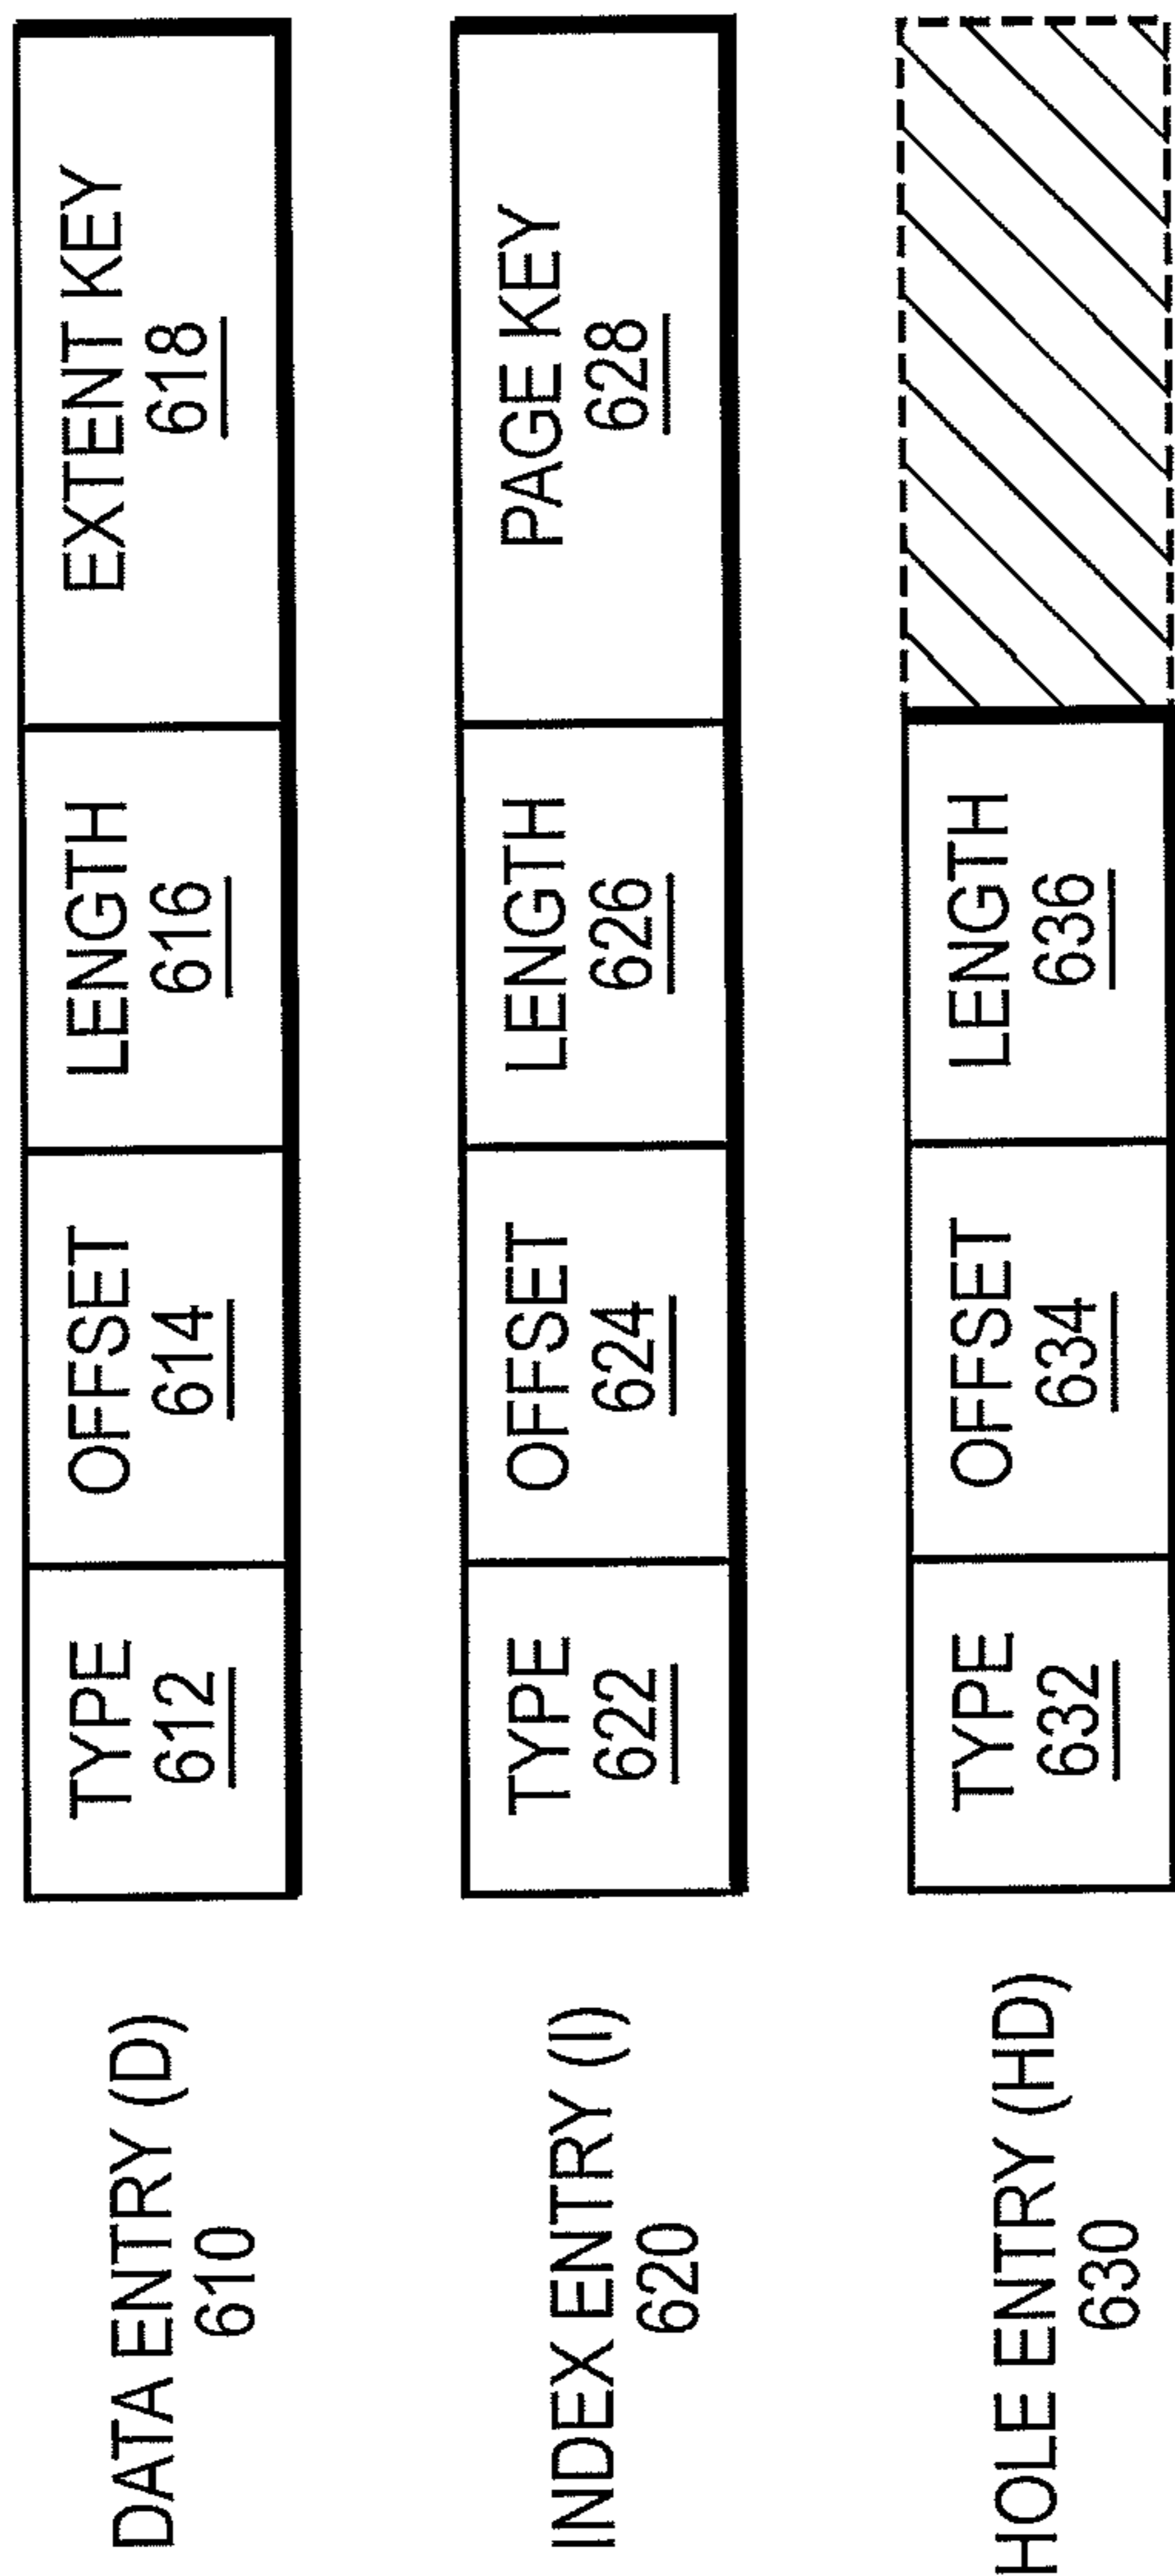 DATA ENTRY (D)
610
TYPE
612
OFFSET
614
LENGTH
616
EXTENT KEY
618
INDEX ENTRY (I)
620
TYPE
622
OFFSET
624
LENGTH
626
PAGE KEY
628
HOLE ENTRY (HD)
630
TYPE
632
OFFSET
634
LENGTH
636